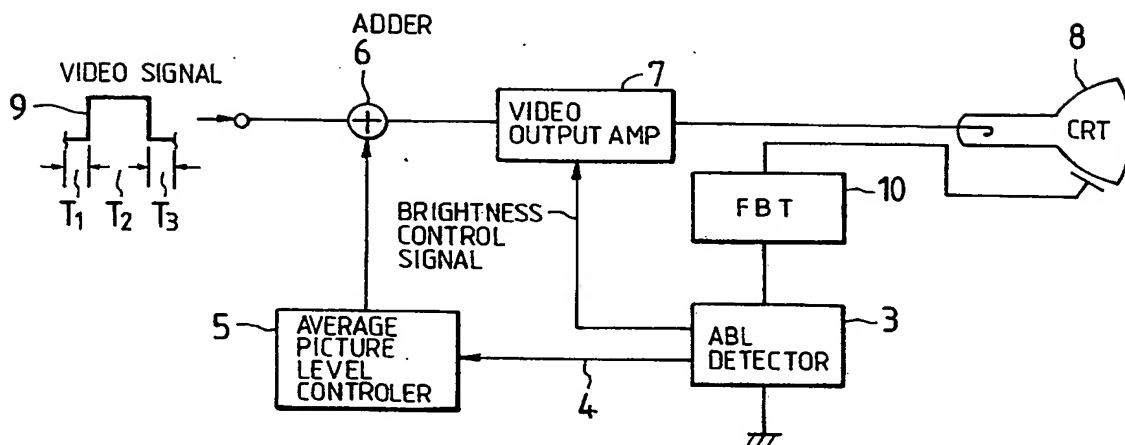 ADDER
6
VIDEO SIGNAL
9
T1 T2 T3
7
VIDEO
OUTPUT AMP
8
CRT
10
FBT
BRIGHTNESS
CONTROL
SIGNAL
5
AVERAGE
PICTURE
LEVEL
CONTROLER
4
3
ABL
DETECTOR